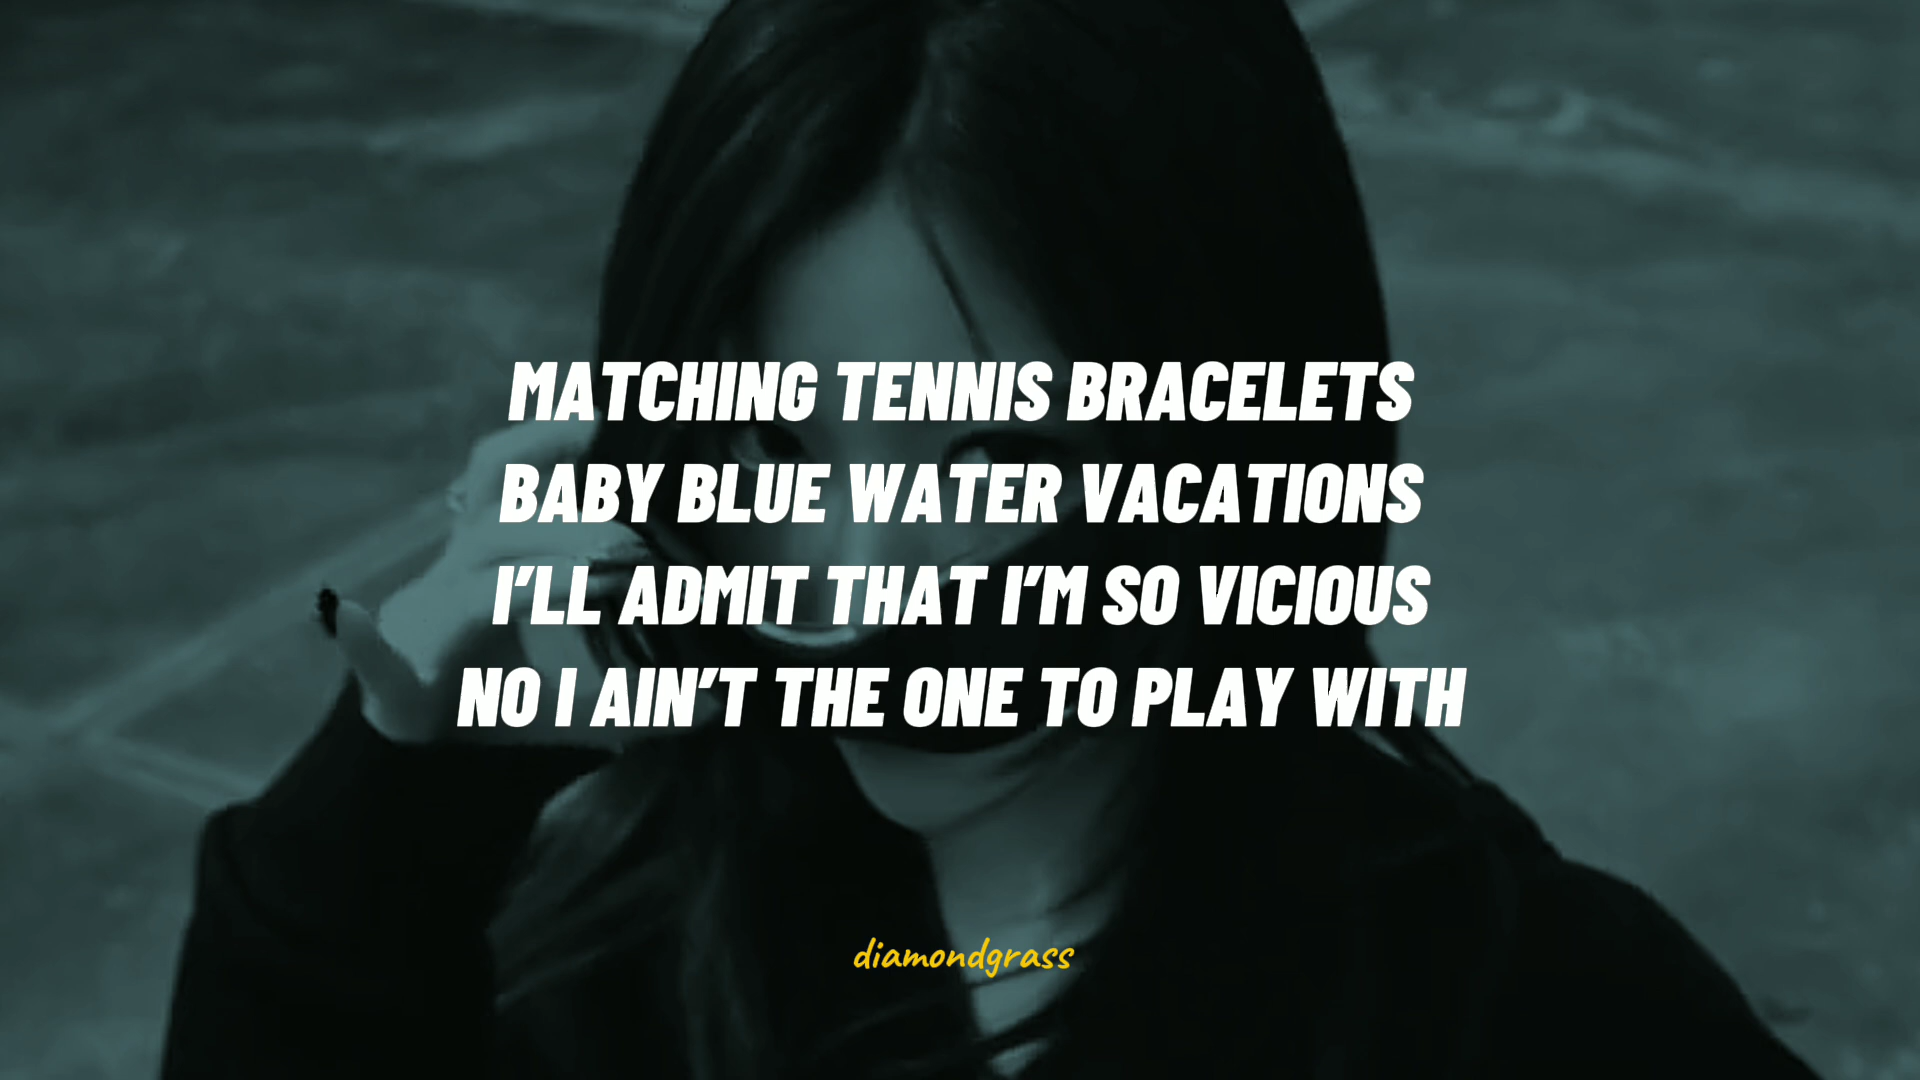 MATCHING TENNIS BRACELETS
BABY BLUE WATER VACATIONS
I'LL ADMIT THAT I'M SO VICIOUS
NO I AIN'T THE ONE TO PLAY WITH
diamondgrass